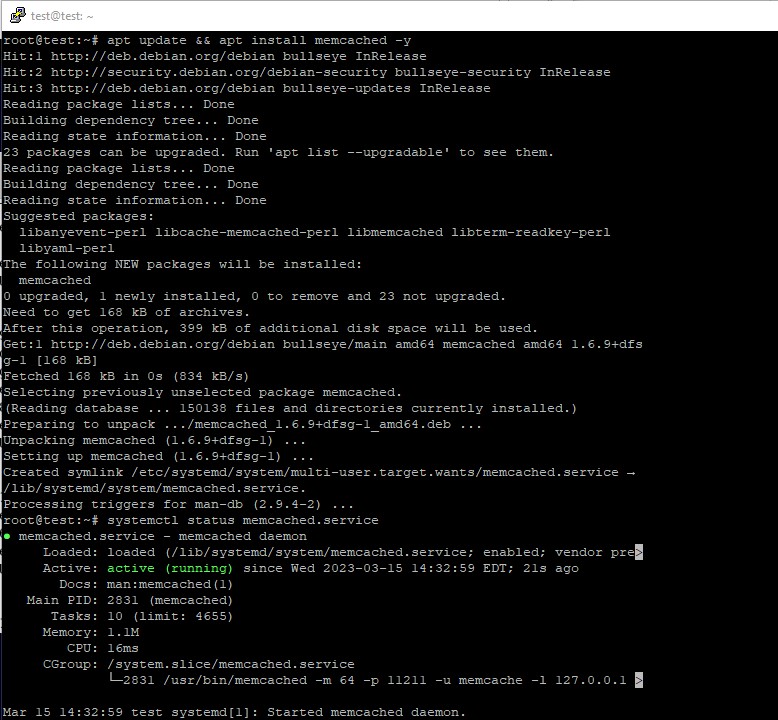 test@test: ~
root@test:~# apt update && apt install memcached -y
Hit:1 http://deb.debian.org/debian bullseye InRelease
Hit:2 http://security.debian.org/debian-security bullseye-security InRelease
Hit:3 http://deb.debian.org/debian bullseye-updates InRelease
Reading package lists... Done
Building dependency tree... Done
Reading state information... Done
23 packages can be upgraded. Run 'apt list --upgradable' to see them.
Reading package lists... Done
Building dependency tree... Done
Reading state information... Done
Suggested packages:
  libanyevent-perl libcache-memcached-perl libmemcached libterm-readkey-perl
  libyaml-perl
The following NEW packages will be installed:
  memcached
0 upgraded, 1 newly installed, 0 to remove and 23 not upgraded.
Need to get 168 kB of archives.
After this operation, 399 kB of additional disk space will be used.
Get:1 http://deb.debian.org/debian bullseye/main amd64 memcached amd64 1.6.9+dfs
g-1 [168 kB]
Fetched 168 kB in 0s (834 kB/s)
Selecting previously unselected package memcached.
(Reading database ... 150138 files and directories currently installed.)
Preparing to unpack .../memcached_1.6.9+dfsg-1_amd64.deb ...
Unpacking memcached (1.6.9+dfsg-1) ...
Setting up memcached (1.6.9+dfsg-1) ...
Created symlink /etc/systemd/system/multi-user.target.wants/memcached.service →
/lib/systemd/system/memcached.service.
Processing triggers for man-db (2.9.4-2) ...
root@test:~# systemctl status memcached.service
● memcached.service - memcached daemon
     Loaded: loaded (/lib/systemd/system/memcached.service; enabled; vendor pre>
     Active: active (running) since Wed 2023-03-15 14:32:59 EDT; 21s ago
       Docs: man:memcached(1)
   Main PID: 2831 (memcached)
      Tasks: 10 (limit: 4655)
     Memory: 1.1M
        CPU: 16ms
     CGroup: /system.slice/memcached.service
             └─2831 /usr/bin/memcached -m 64 -p 11211 -u memcache -l 127.0.0.1 >
Mar 15 14:32:59 test systemd[1]: Started memcached daemon.